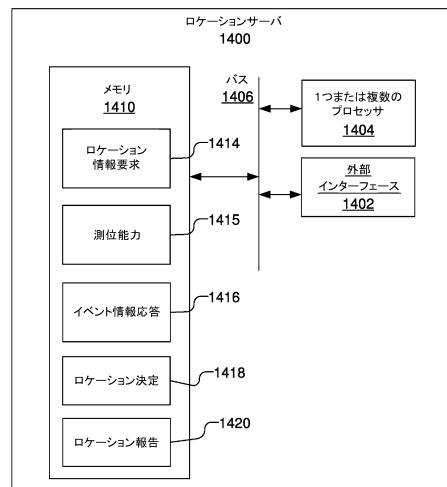 ロケーションサーバ
1400
メモリ
1410
ロケーション
情報要求
1414
測位能力
1415
イベント情報応答
1416
ロケーション決定
1418
ロケーション報告
1420
バス
1406
1つまたは複数の
プロセッサ
1404
外部
インターフェース
1402